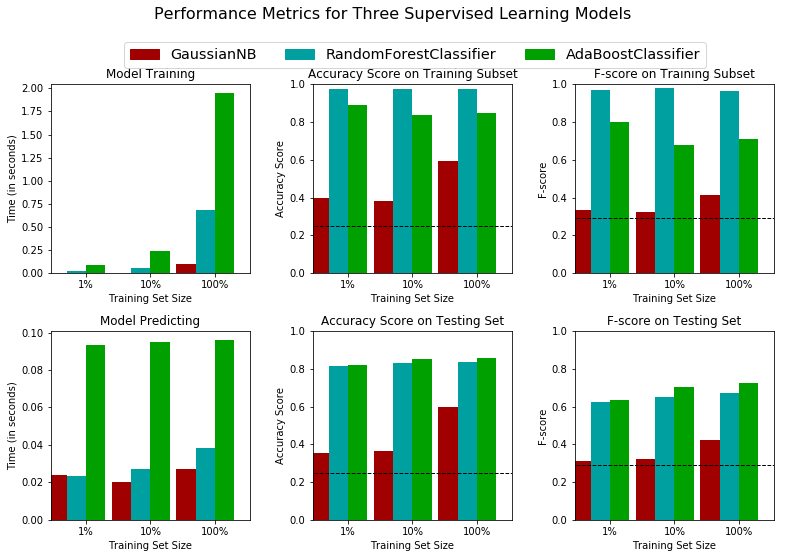 Performance Metrics for Three Supervised Learning Models
GaussianNB RandomForestClassifier AdaBoostClassifier
Model Training
2.00
1.75
1.50
1.25
1.00
0.75
0.50
0.25
0.00
Time (in seconds)
1% 10% 100%
Training Set Size
Accuracy Score on Training Subset
1.0
0.8
0.6
0.4
0.2
0.0
Accuracy Score
1% 10% 100%
Training Set Size
F-score on Training Subset
1.0
0.8
0.6
0.4
0.2
0.0
F-score
1% 10% 100%
Training Set Size
Model Predicting
0.10
0.08
0.06
0.04
0.02
0.00
Time (in seconds)
1% 10% 100%
Training Set Size
Accuracy Score on Testing Set
1.0
0.8
0.6
0.4
0.2
0.0
Accuracy Score
1% 10% 100%
Training Set Size
F-score on Testing Set
1.0
0.8
0.6
0.4
0.2
0.0
F-score
1% 10% 100%
Training Set Size